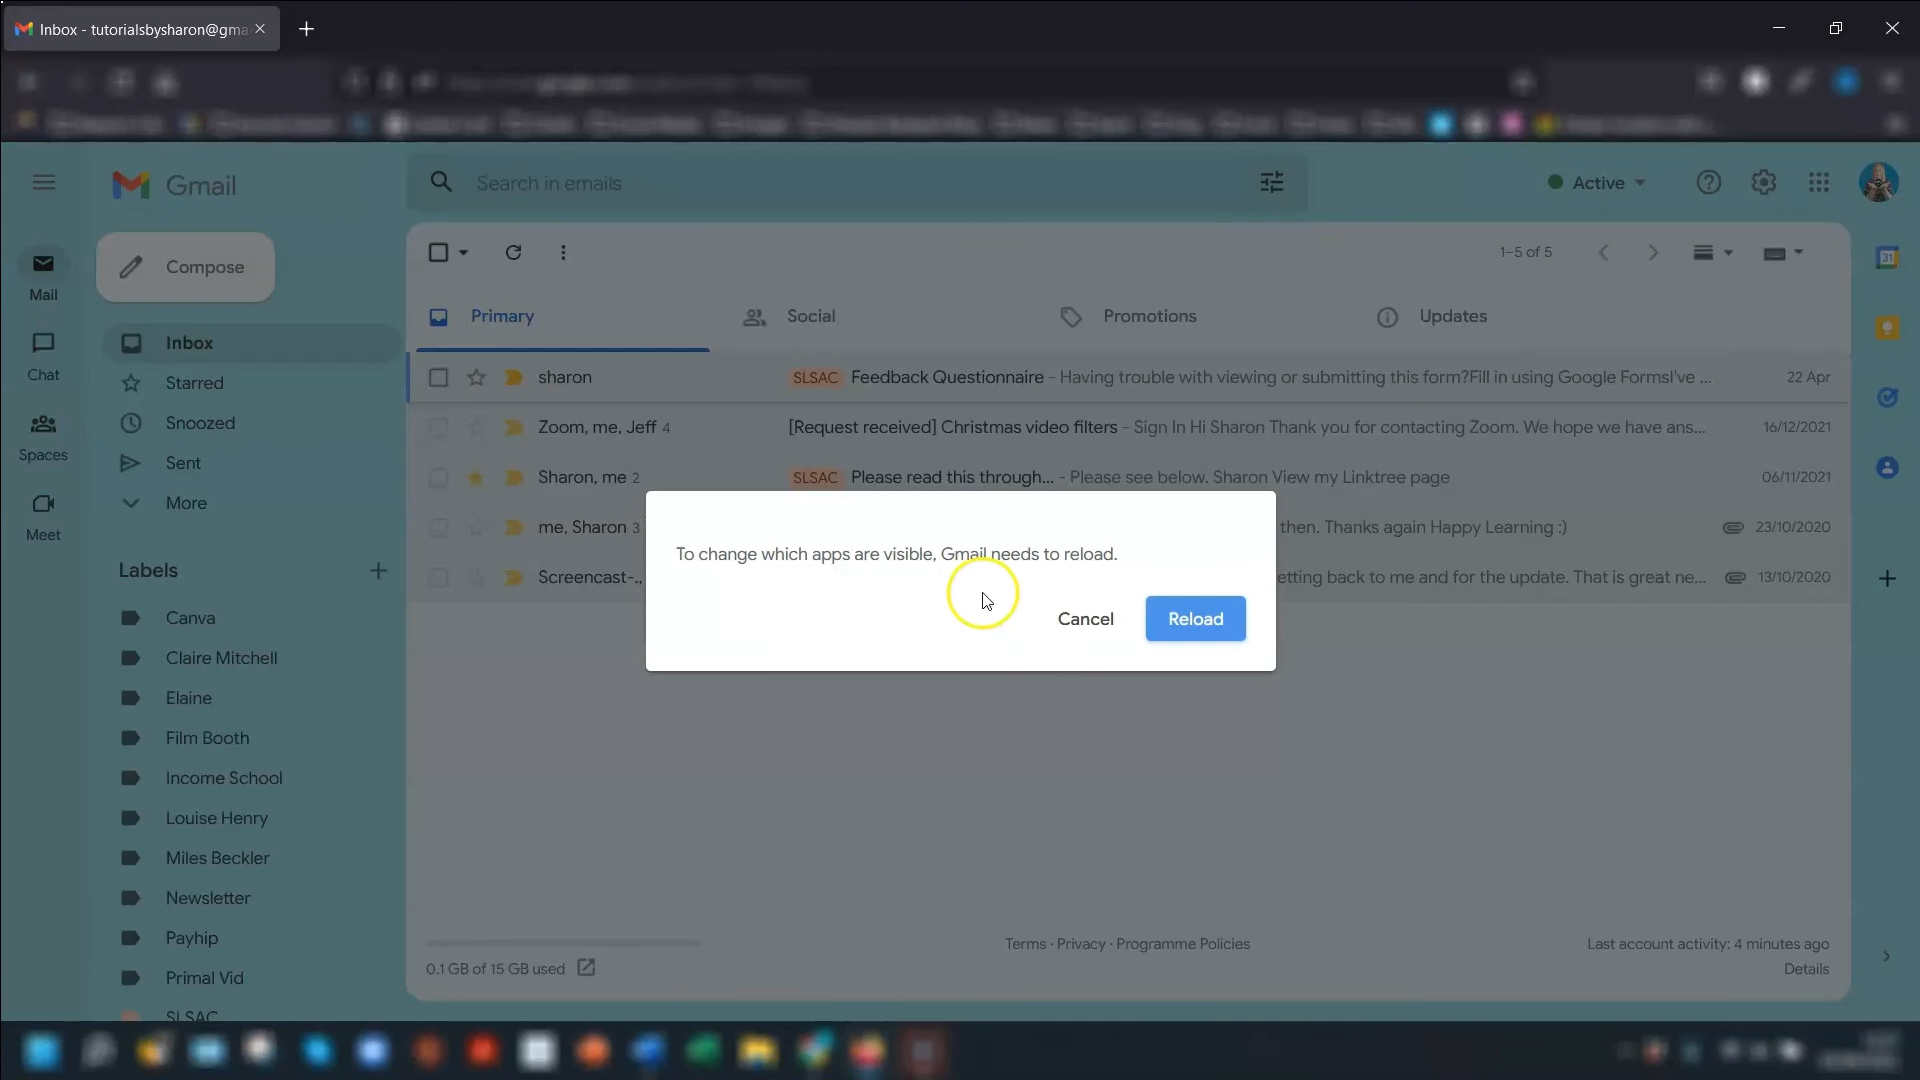 Inbox - tutorialsbysharon@gma
Gmail
Search in emails
Active
Mail
Compose
1–5 of 5
Chat
Spaces
Meet
Inbox
Starred
Snoozed
Sent
More
Primary
Social
Promotions
Updates
sharon SLSAC Feedback Questionnaire - Having trouble with viewing or submitting this form?Fill in using Google FormsI've ... 22 Apr
Zoom, me, Jeff 4 [Request received] Christmas video filters - Sign In Hi Sharon Thank you for contacting Zoom. We hope we have ans... 16/12/2021
Sharon, me 2 SLSAC Please read this through... - Please see below. Sharon View my Linktree page 06/11/2021
me, Sharon 3 then. Thanks again Happy Learning :) 23/10/2020
Screencast-., etting back to me and for the update. That is great ne... 13/10/2020
To change which apps are visible, Gmail needs to reload.
Cancel
Reload
Labels
Canva
Claire Mitchell
Elaine
Film Booth
Income School
Louise Henry
Miles Beckler
Newsletter
Payhip
Primal Vid
SLSAC
0.1 GB of 15 GB used
Terms · Privacy · Programme Policies
Last account activity: 4 minutes ago
Details
31